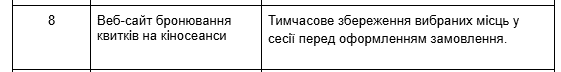 8
Веб-сайт бронювання
квитків на кіносеанси
Тимчасове збереження вибраних місць у
сесії перед оформленням замовлення.